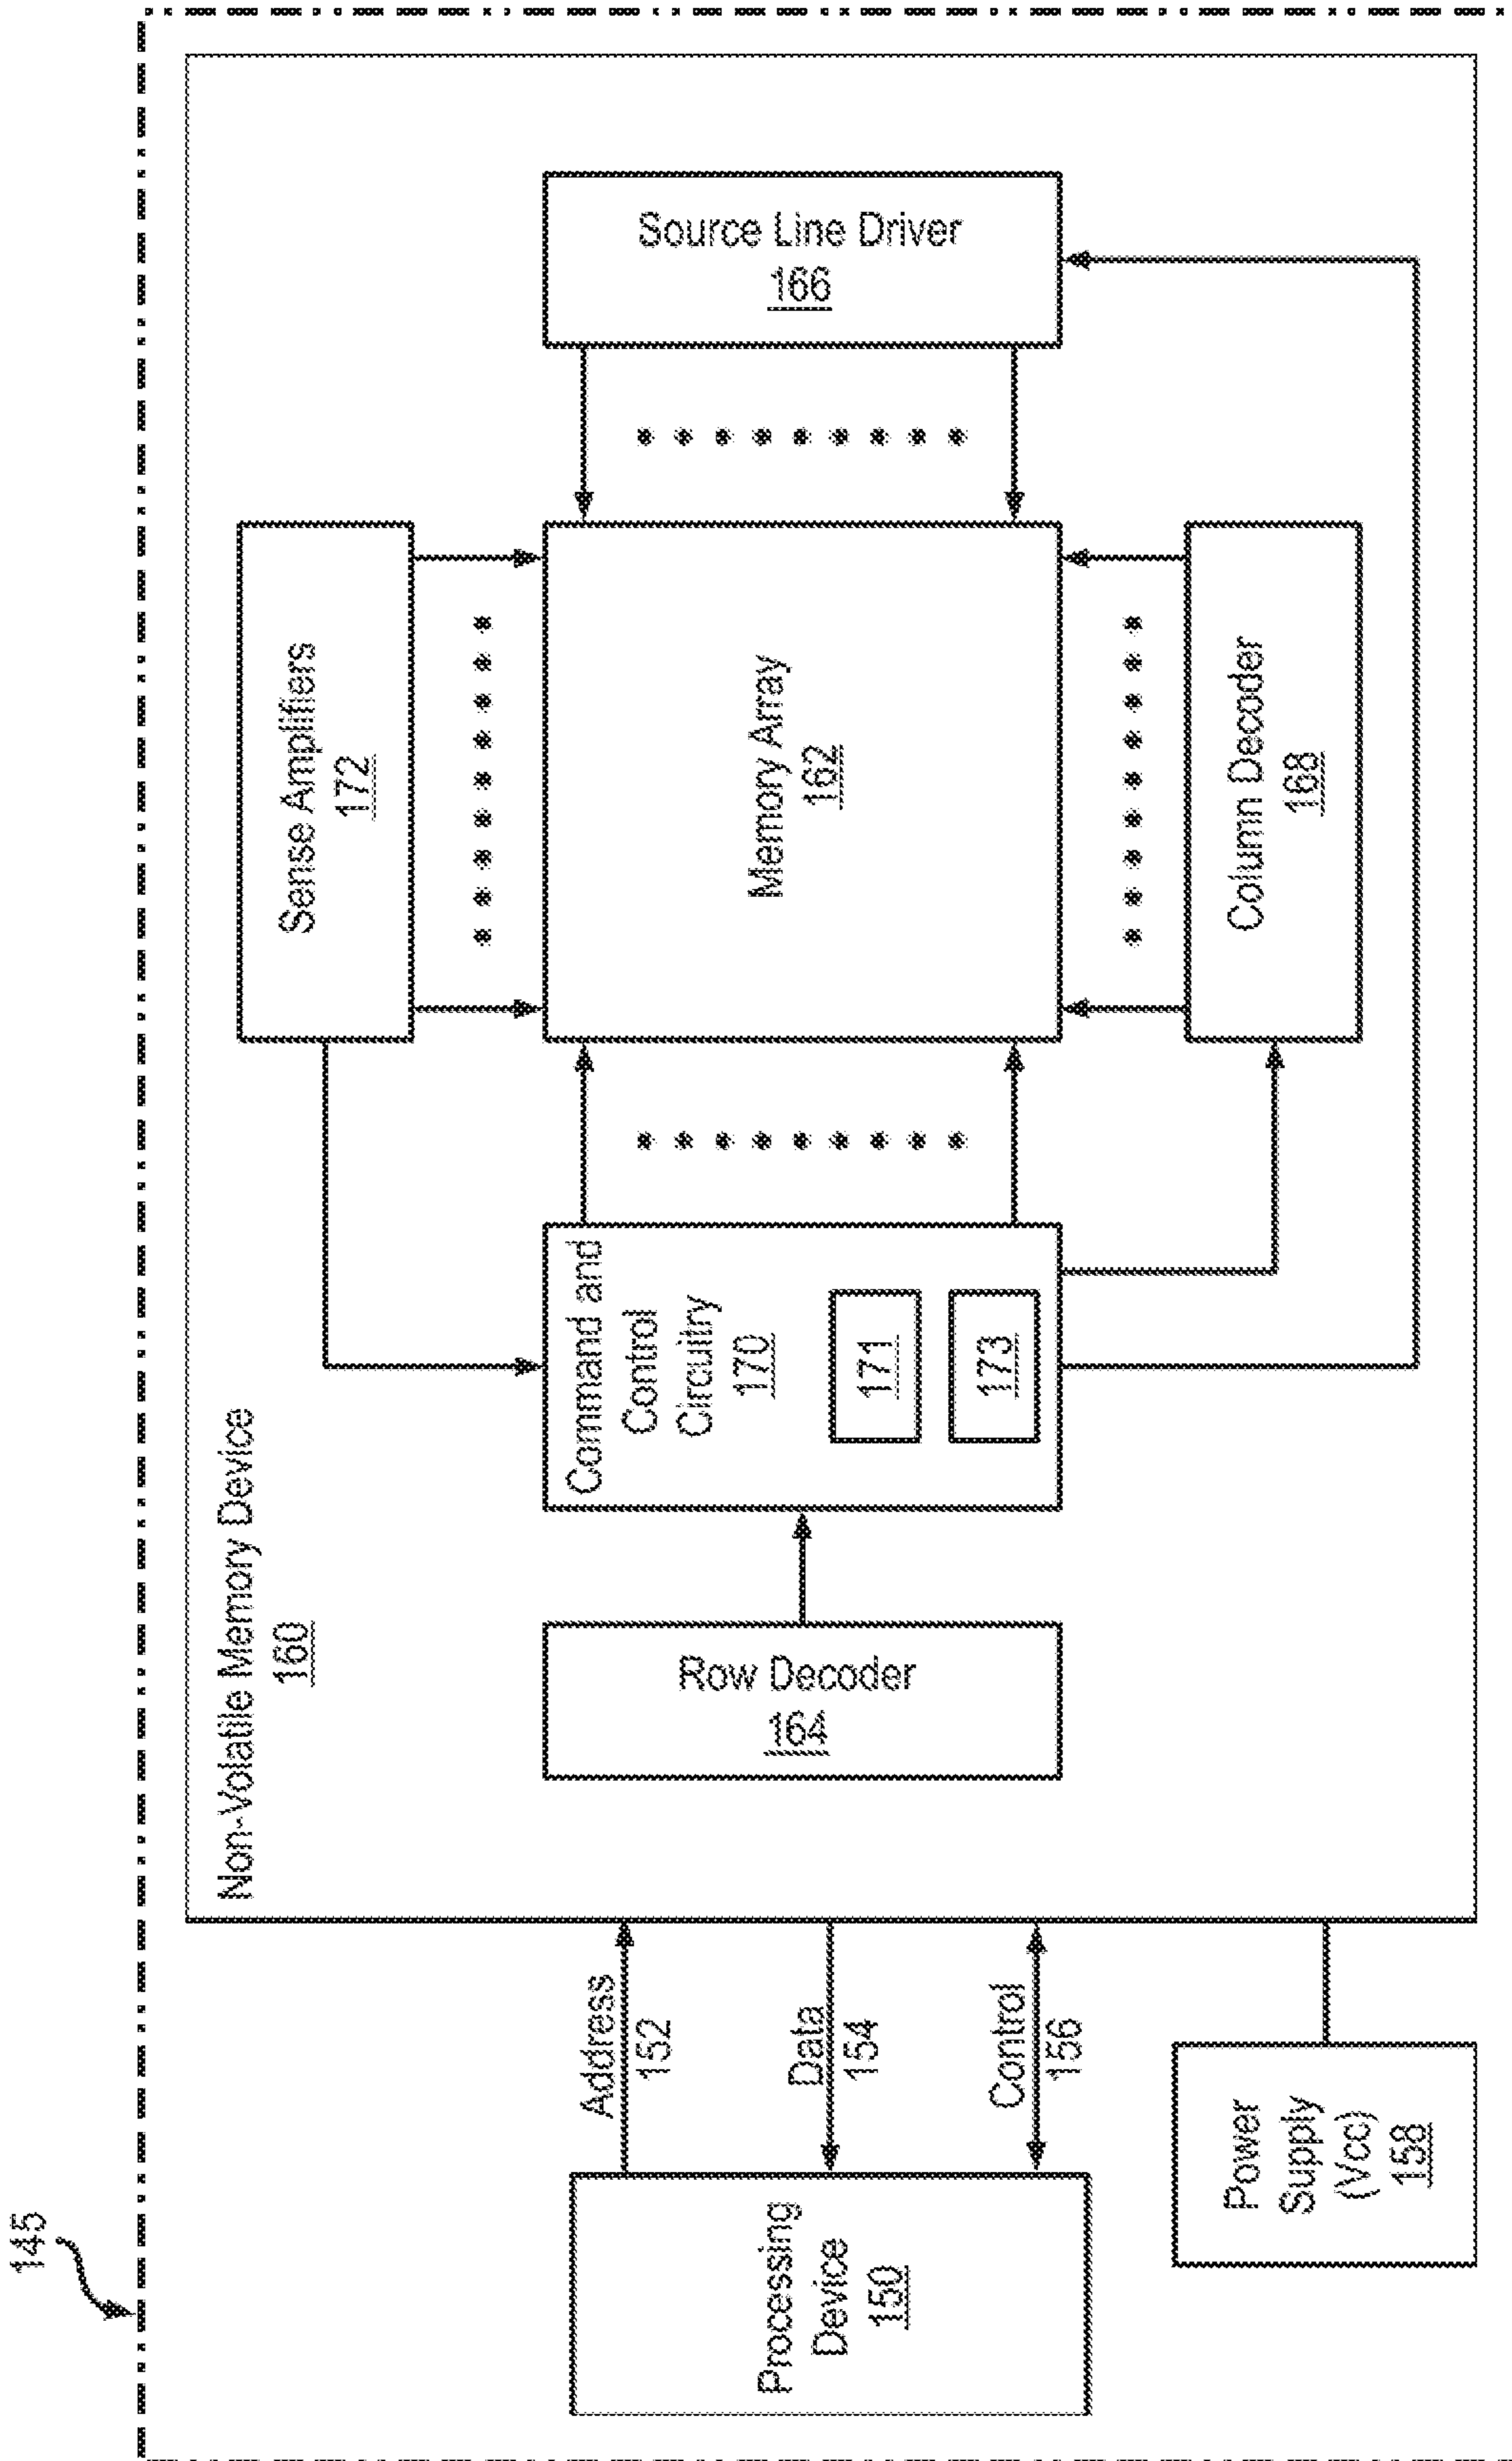 145
Processing
Device
150
Address
152
Data
154
Control
156
Power
Supply
(Vcc)
158
Non-Volatile Memory Device
160
Row Decoder
164
Command and
Control
Circuitry
170
171
173
Sense Amplifiers
172
Memory Array
162
Column Decoder
168
Source Line Driver
166